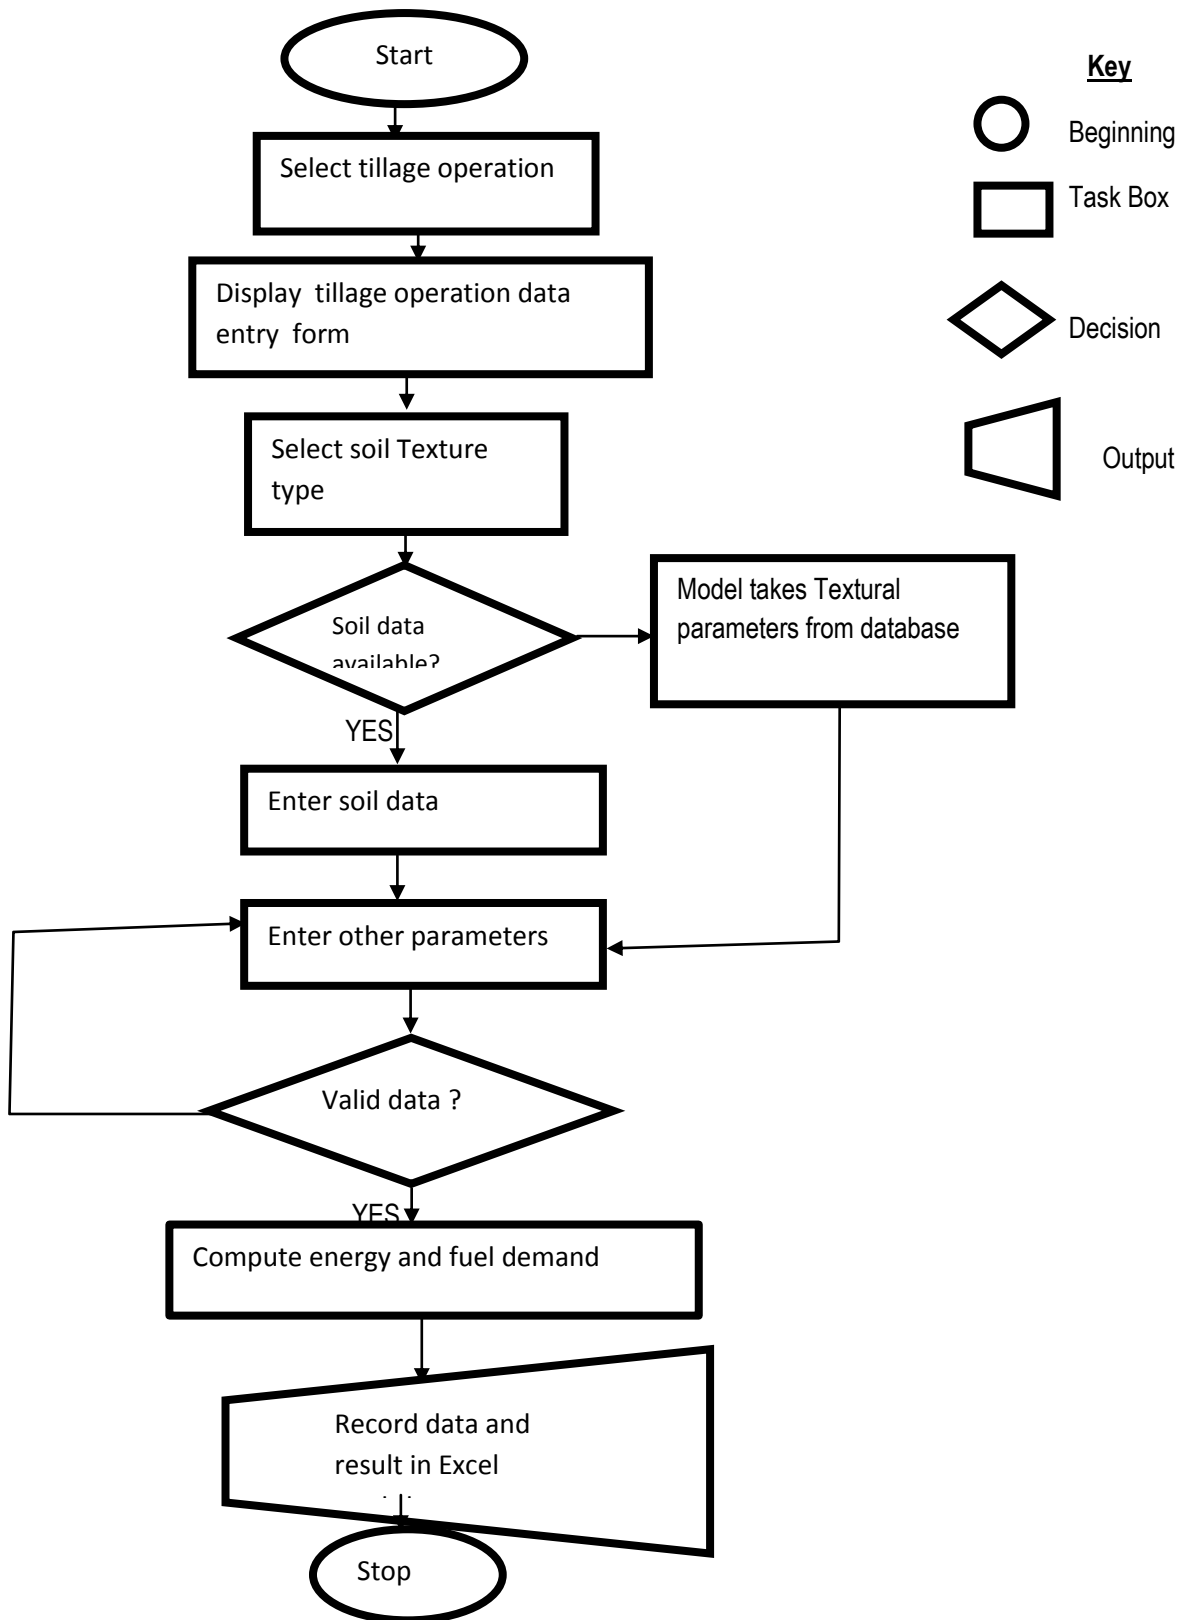 Start
Select tillage operation
Display tillage operation data
entry form
Select soil Texture
type
Soil data
available?
Model takes Textural
parameters from database
YES
Enter soil data
Enter other parameters
Valid data ?
YES
Compute energy and fuel demand
Record data and
result in Excel
Stop
Key
Beginning
Task Box
Decision
Output